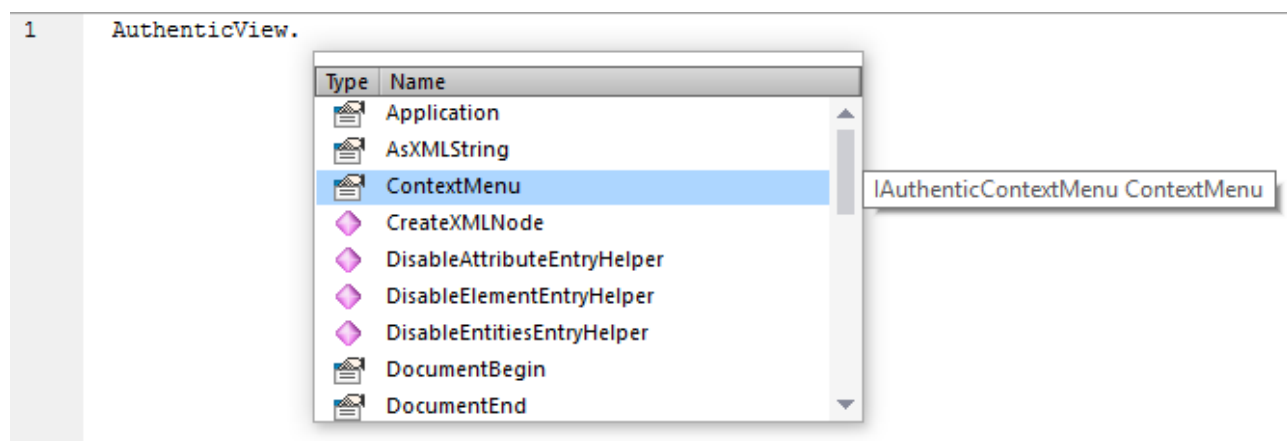 1 AuthenticView.
Type Name
Application
AsXMLString
ContextMenu
IAuthenticContextMenu ContextMenu
CreateXMLNode
DisableAttributeEntryHelper
DisableElementEntryHelper
DisableEntitiesEntryHelper
DocumentBegin
DocumentEnd